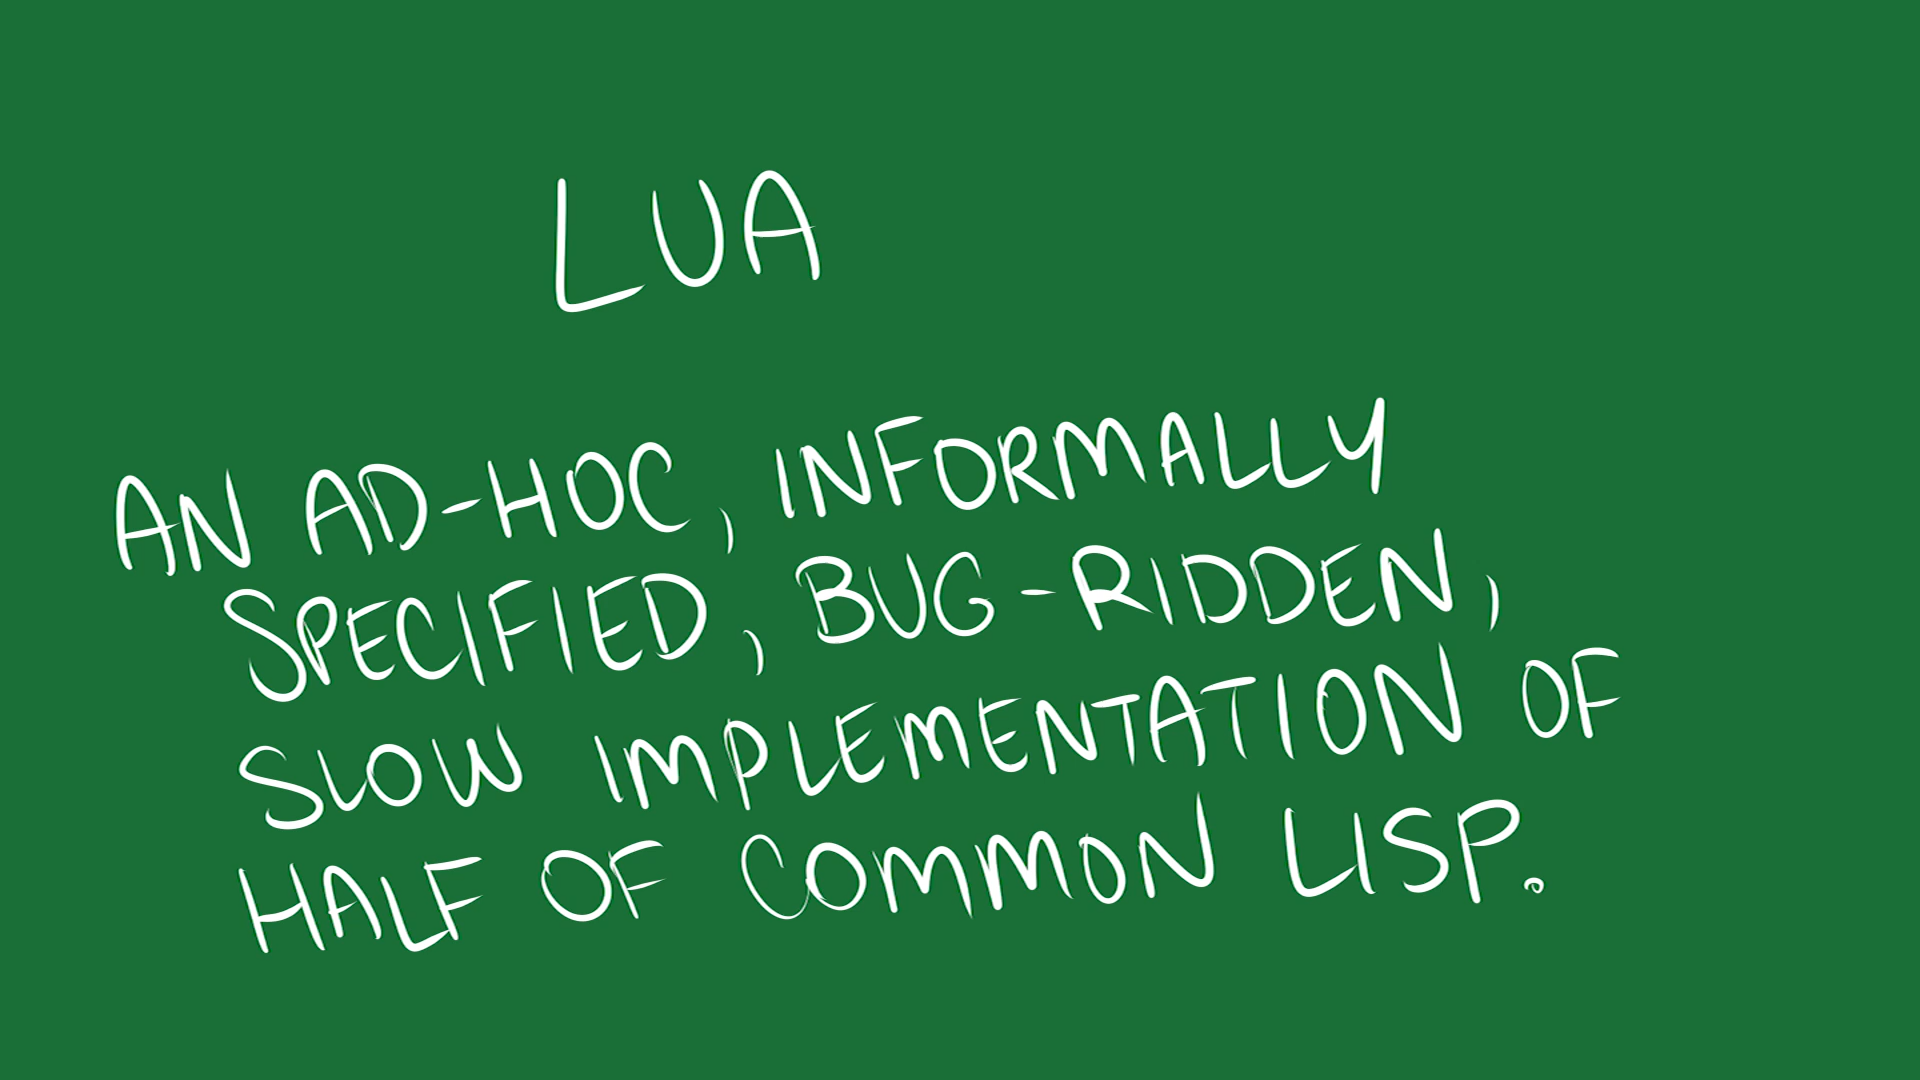 LUA
AN AD-HOC, INFORMALLY
SPECIFIED, BUG-RIDDEN,
SLOW IMPLEMENTATION OF
HALF OF COMMON LISP.